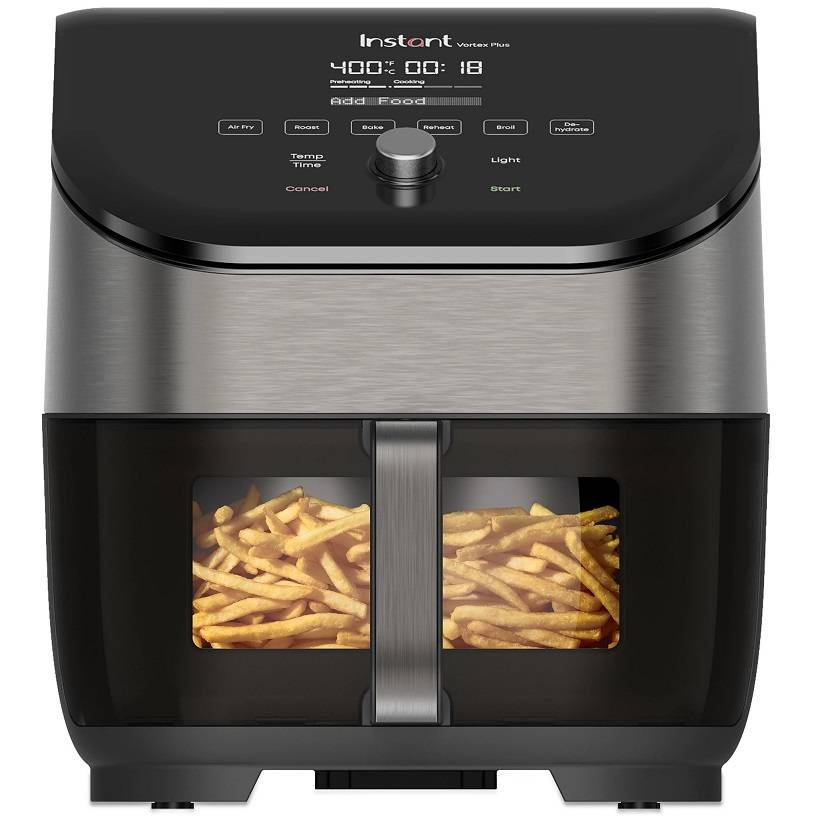 Instant Vortex Plus
400°F °C 00:18
Preheating Cooking
Add Food
Air Fry Roast Bake Reheat Broil De-hydrate
Temp Light
Time
Cancel Start